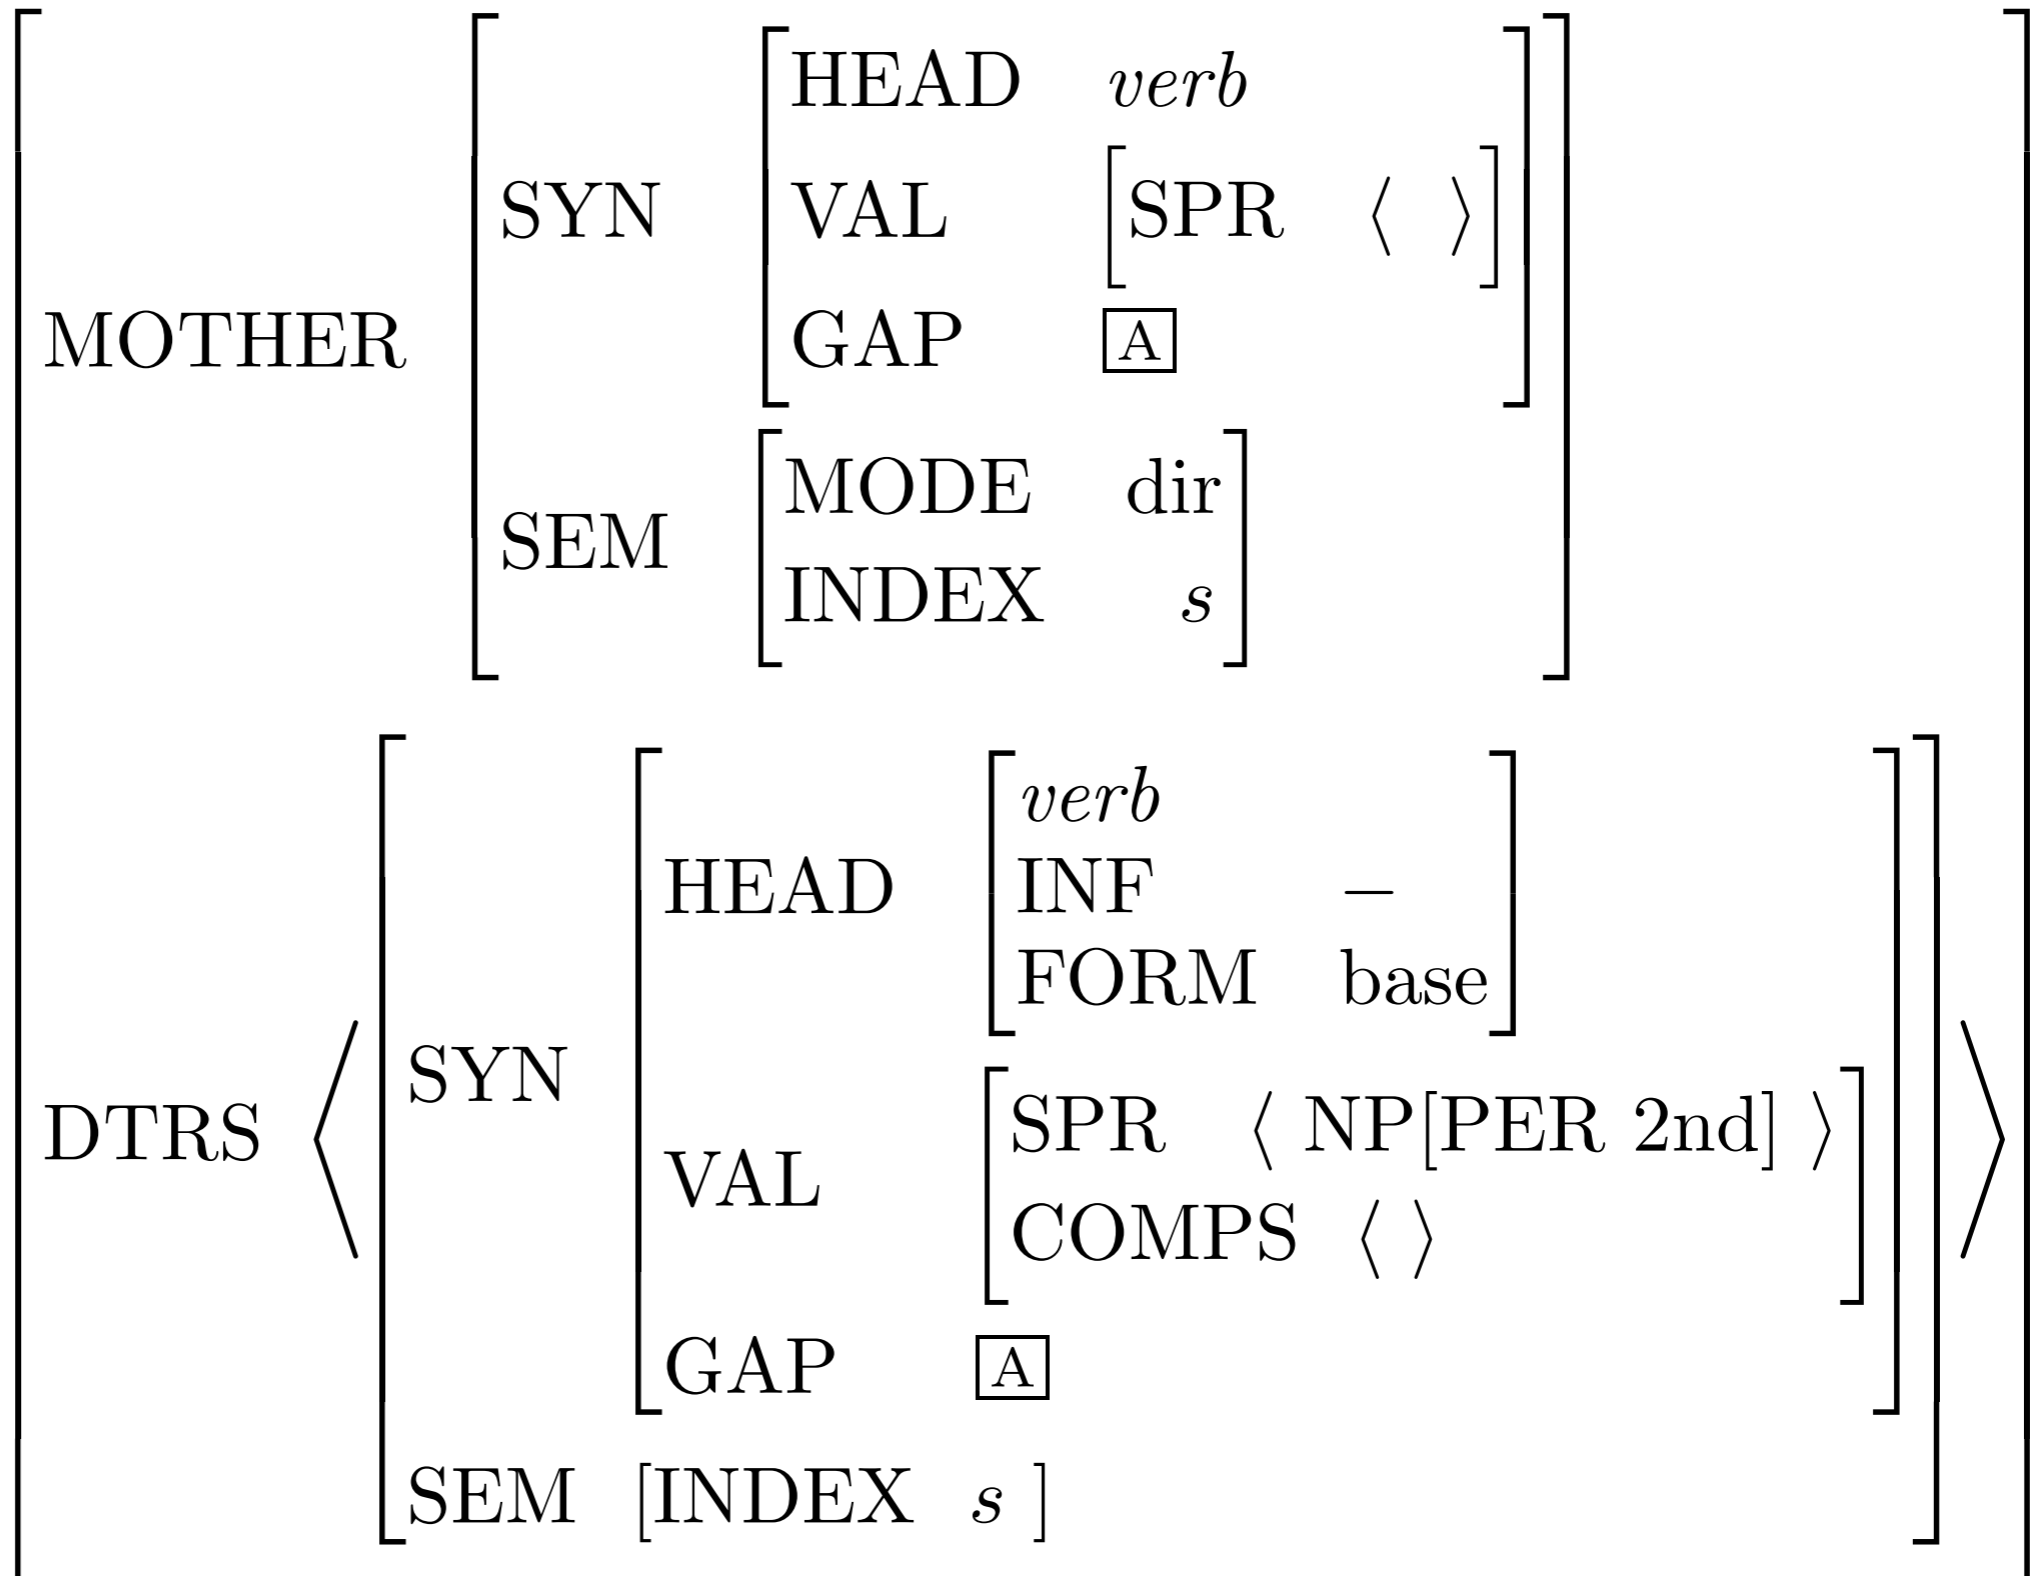 HEAD verb
SYN VAL [SPR ⟨ ⟩]
MOTHER GAP A
MODE dir
SEM
INDEX s
verb
HEAD INF –
FORM base
SYN
DTRS ⟨ SPR ⟨ NP[PER 2nd] ⟩ ⟩
VAL
COMPS ⟨ ⟩
GAP A
SEM [INDEX s ]